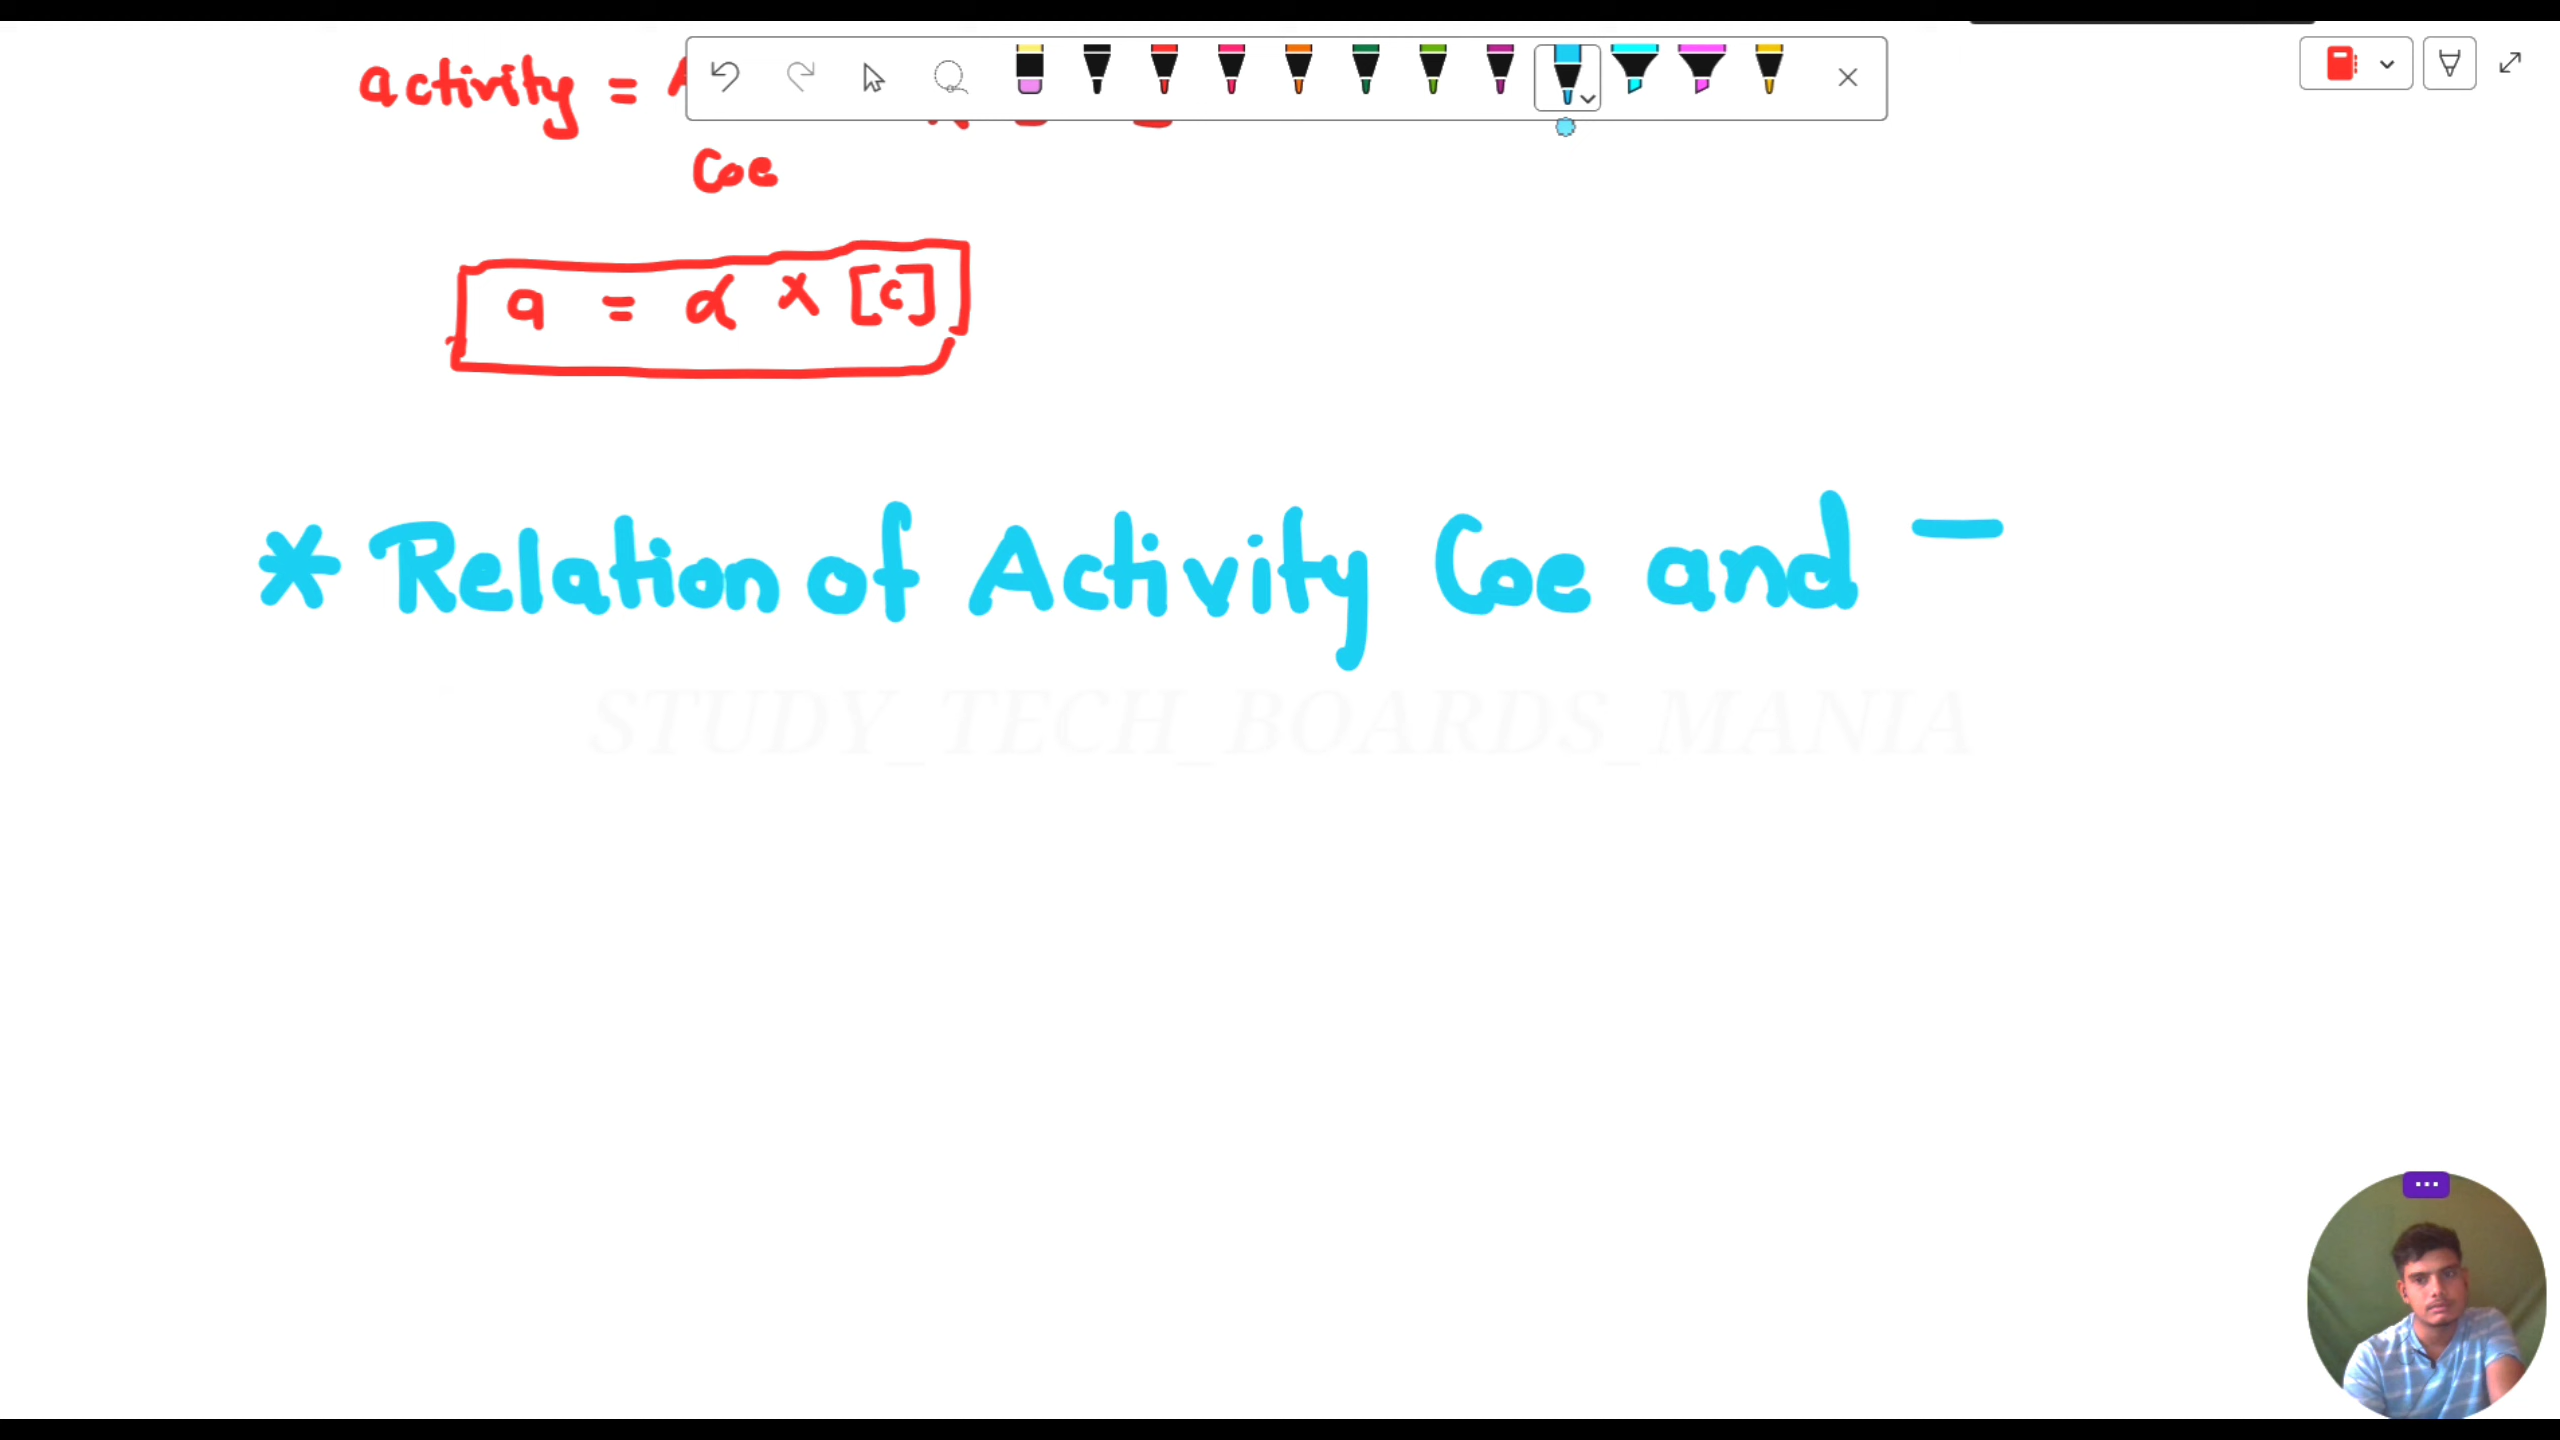 activity =
Coe
a = α × [c]
* Relation of Activity Coe and
STUDY_TECH_BOARDS_MANIA